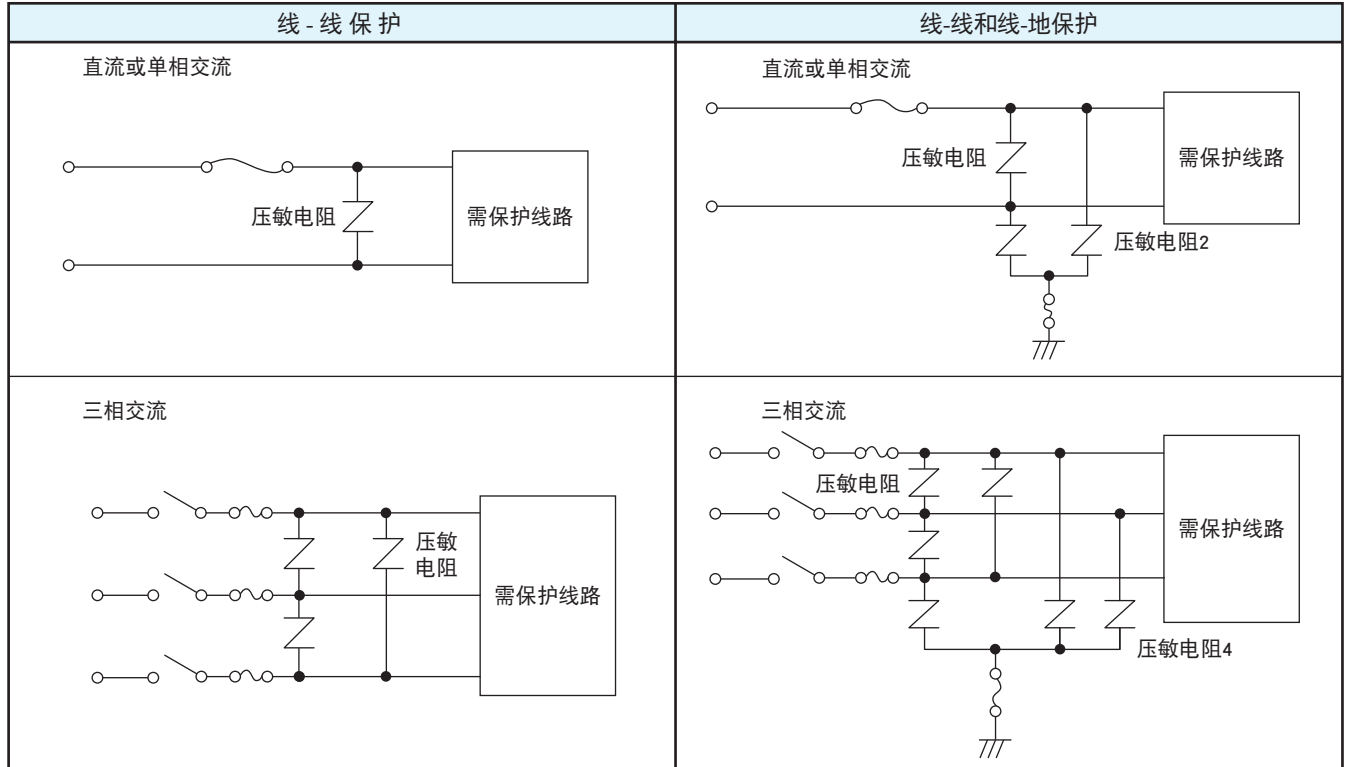 线 - 线 保 护
线-线和线-地保护
直流或单相交流
压敏电阻
需保护线路
直流或单相交流
压敏电阻
需保护线路
压敏电阻2
三相交流
压敏
电阻
需保护线路
三相交流
压敏电阻
需保护线路
压敏电阻4